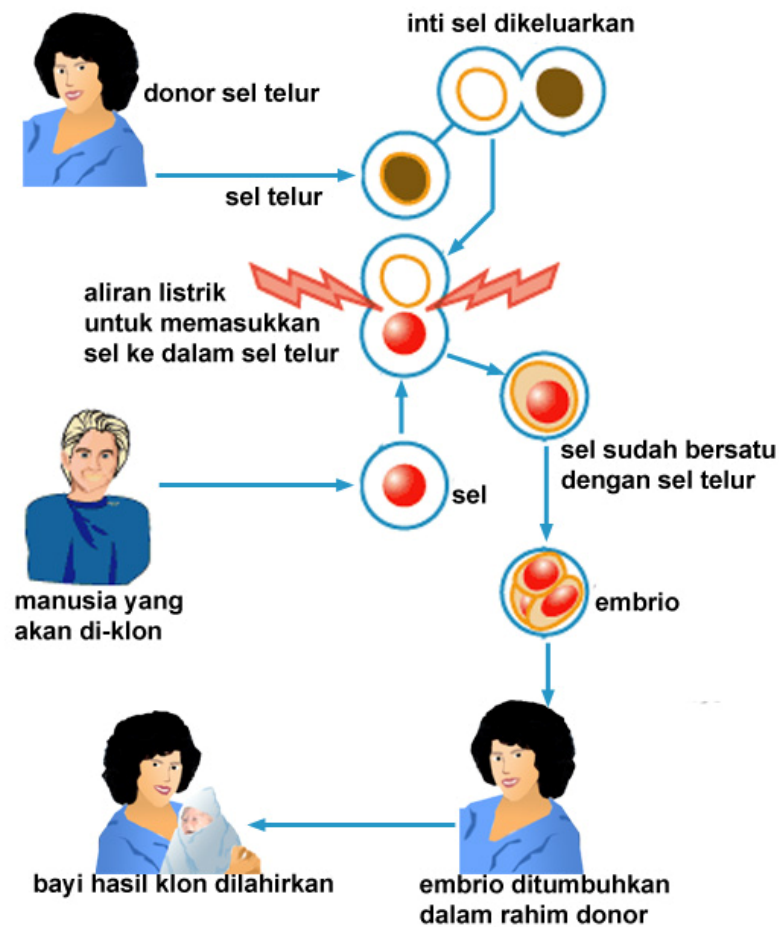 inti sel dikeluarkan
donor sel telur
sel telur
aliran listrik
untuk memasukkan
sel ke dalam sel telur
sel sudah bersatu
dengan sel telur
sel
manusia yang
akan di-klon
embrio
bayi hasil klon dilahirkan
embrio ditumbuhkan
dalam rahim donor